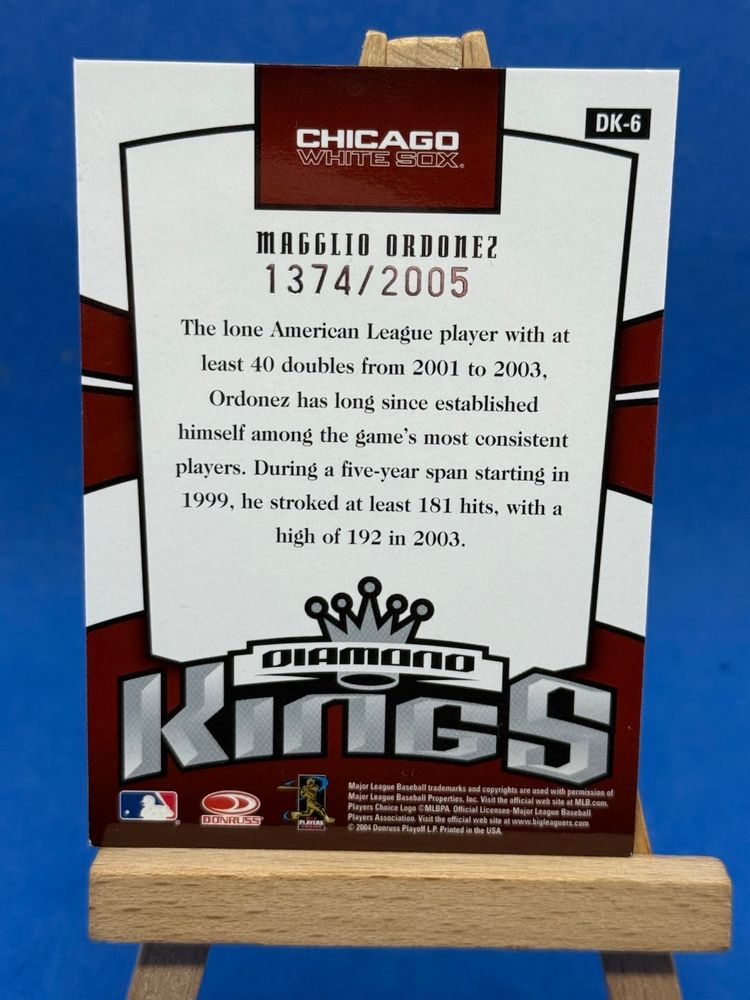 DK-6
CHICAGO
WHITE SOX®
MAGGLIO ORDONEZ
1374/2005
The lone American League player with at
least 40 doubles from 2001 to 2003,
Ordonez has long since established
himself among the game's most consistent
players. During a five-year span starting in
1999, he stroked at least 181 hits, with a
high of 192 in 2003.
DIAMOND
KINGS
DONRUSS
PLAYERS
CHOICE
Major League Baseball trademarks and copyrights are used with permission of
Major League Baseball Properties, Inc. Visit the official web site at MLB.com.
Players Choice Logo ©MLBPA. Official Licensee-Major League Baseball
Players Association. Visit the official web site at www.bigleaguers.com
© 2004 Donruss Playoff L.P. Printed in the USA.